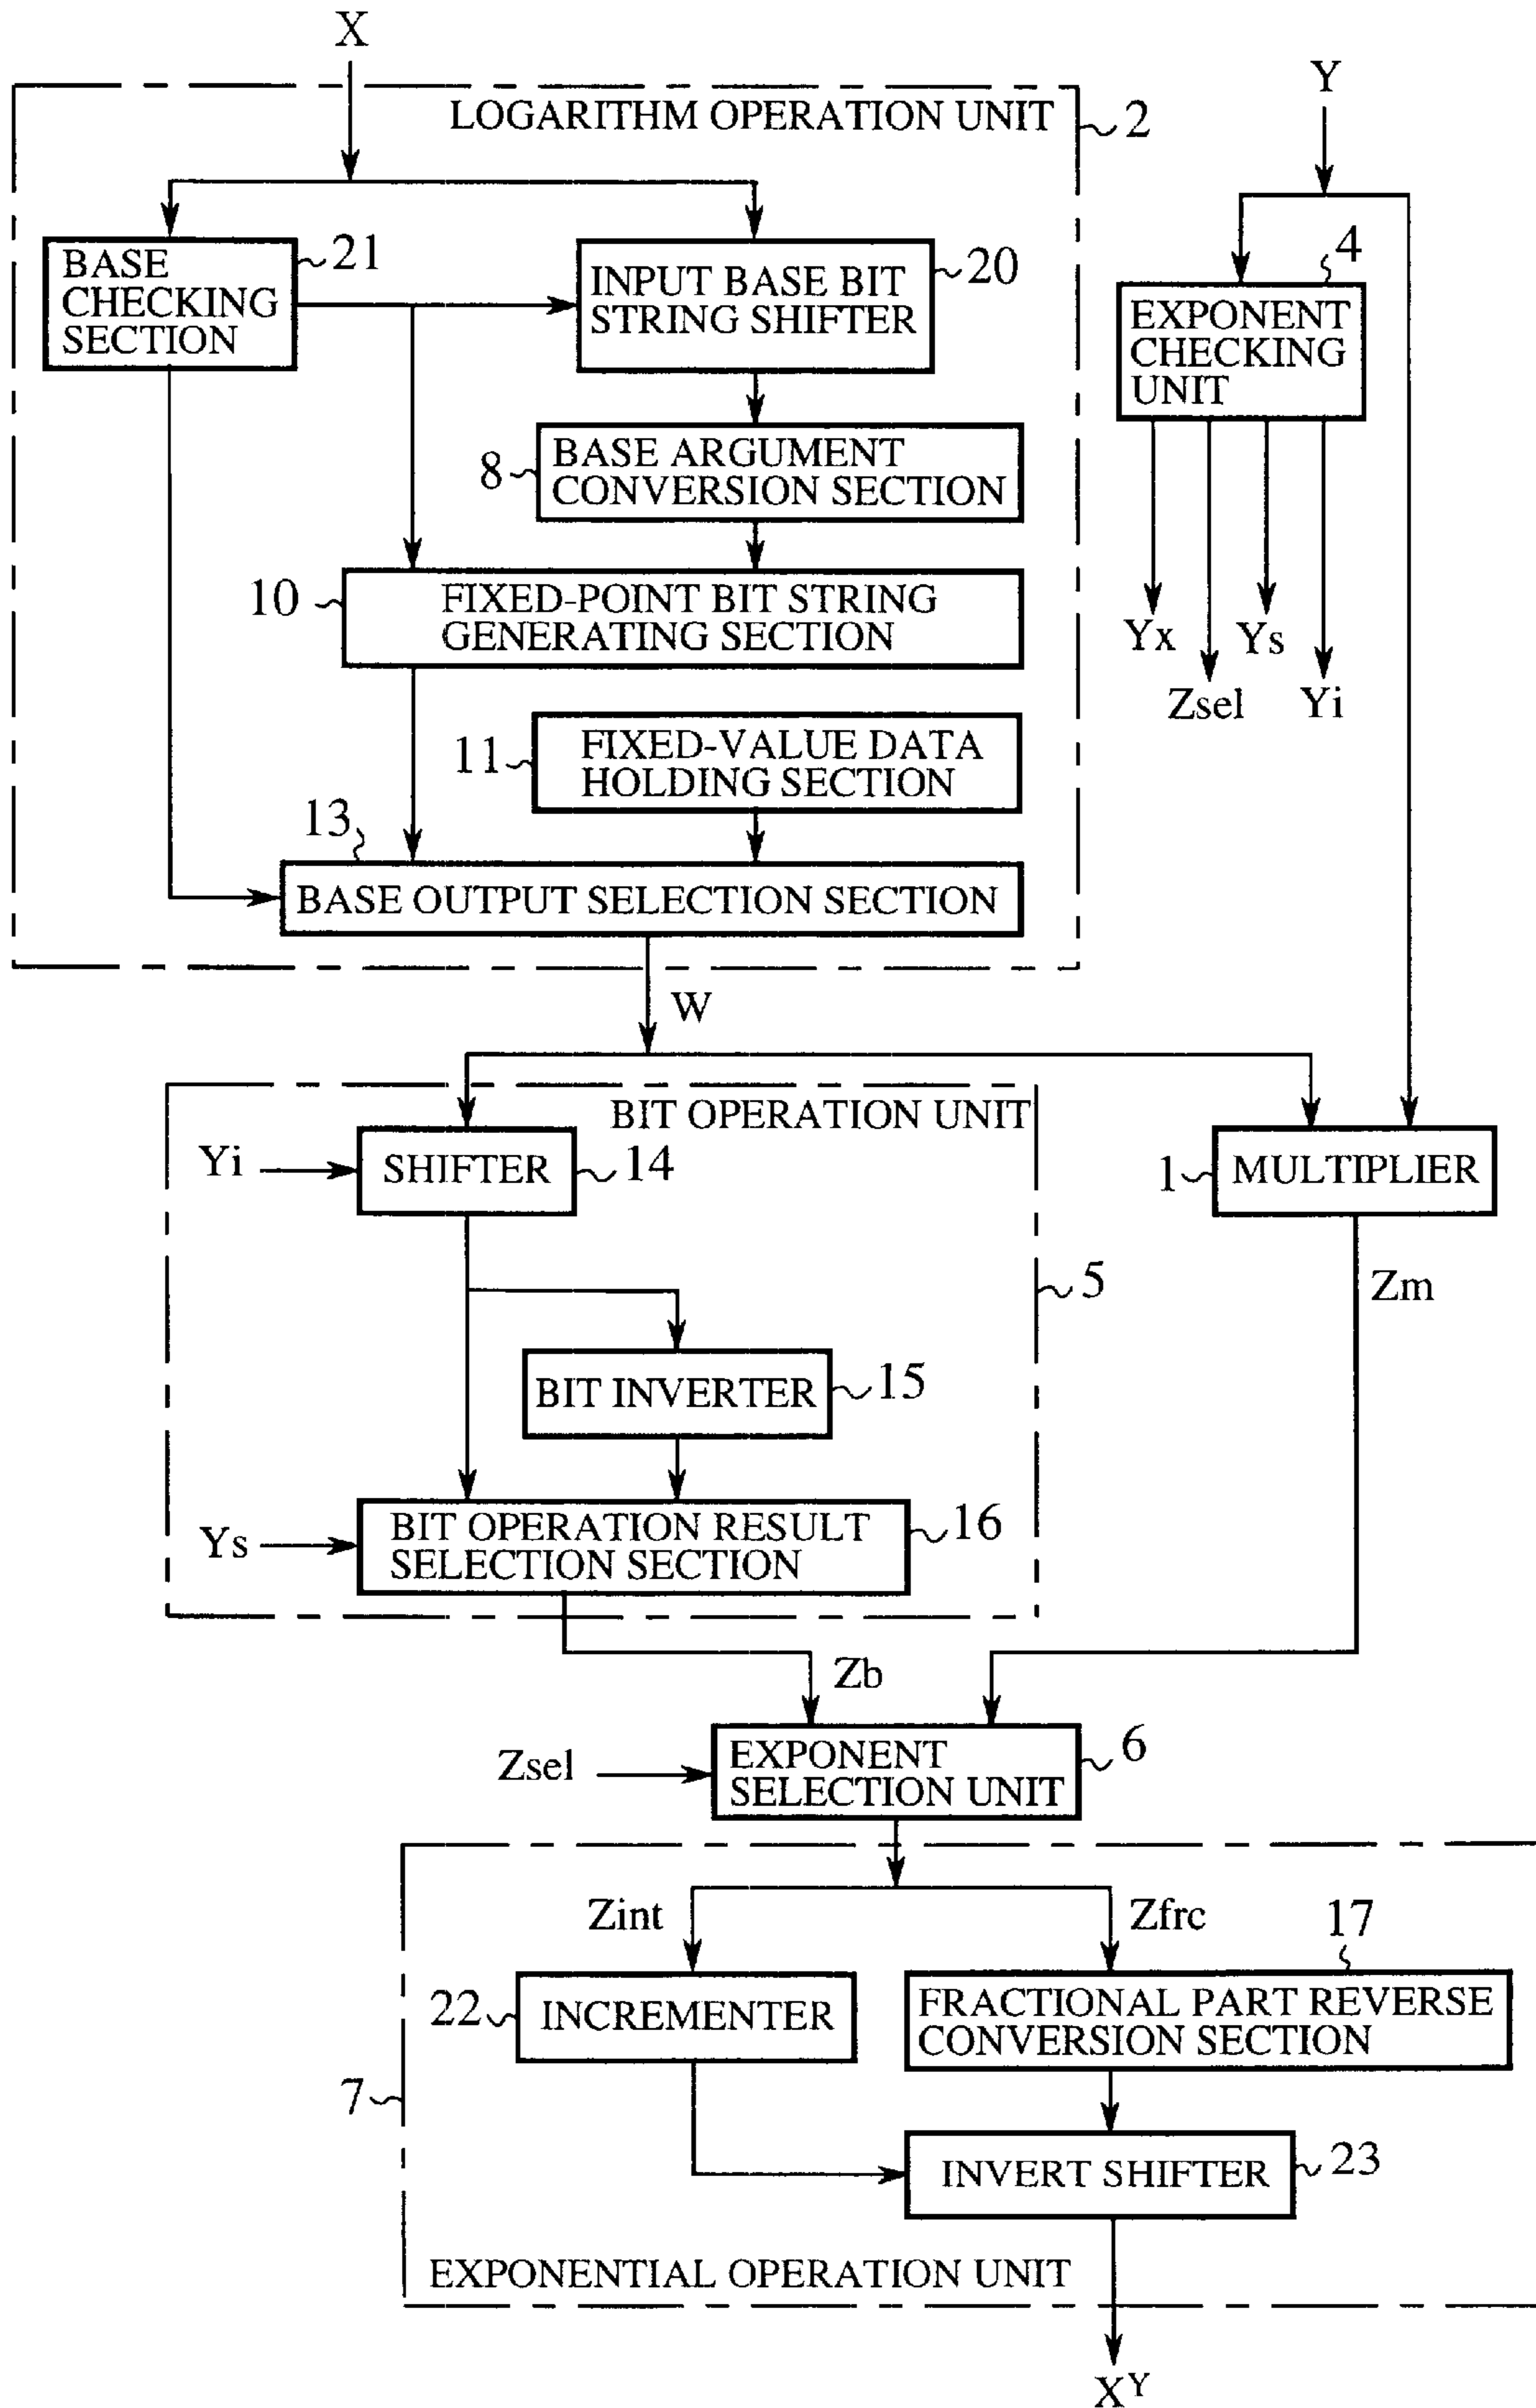 X
Y
LOGARITHM OPERATION UNIT
2
BASE
CHECKING
SECTION
21
INPUT BASE BIT
STRING SHIFTER
20
4
EXPONENT
CHECKING
UNIT
8
BASE ARGUMENT
CONVERSION SECTION
10
FIXED-POINT BIT STRING
GENERATING SECTION
Yx
Ys
Zsel
Yi
11
FIXED-VALUE DATA
HOLDING SECTION
13
BASE OUTPUT SELECTION SECTION
W
BIT OPERATION UNIT
Yi
SHIFTER
14
1
MULTIPLIER
5
Zm
BIT INVERTER
15
Ys
BIT OPERATION RESULT
SELECTION SECTION
16
Zb
Zsel
EXPONENT
SELECTION UNIT
6
Zint
Zfrc
17
22
INCREMENTER
FRACTIONAL PART REVERSE
CONVERSION SECTION
7
INVERT SHIFTER
23
EXPONENTIAL OPERATION UNIT
X^Y